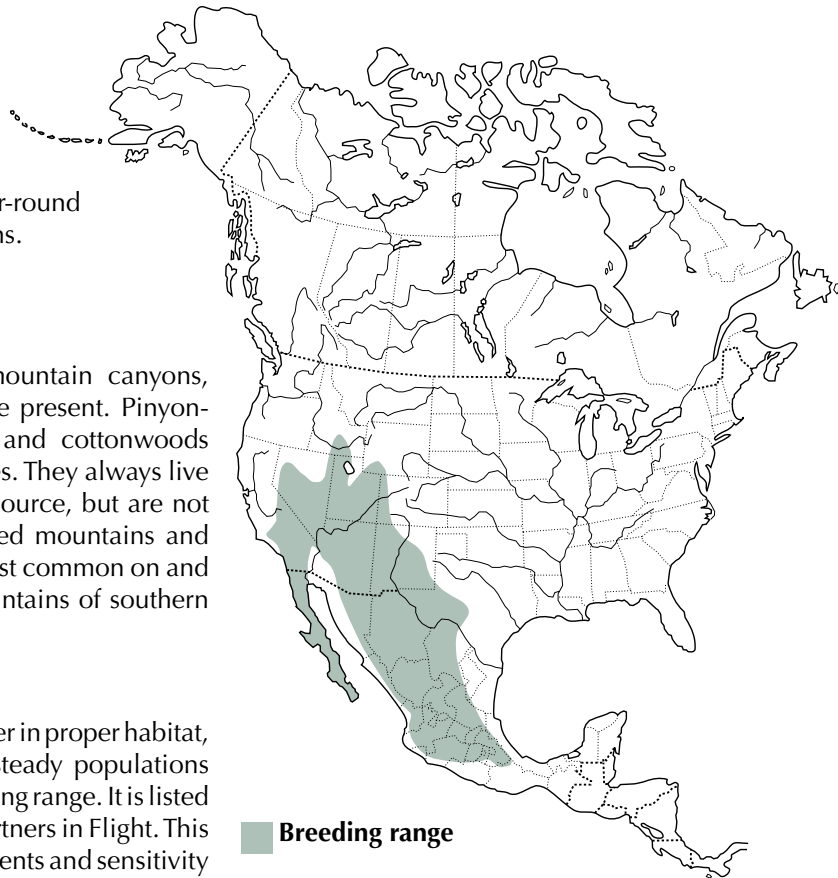 r-round
ns.
mountain canyons,
e present. Pinyon-
and cottonwoods
es. They always live
ource, but are not
ed mountains and
st common on and
ntains of southern
er in proper habitat,
steady populations
ng range. It is listed
rtners in Flight. This
ents and sensitivity
Breeding range